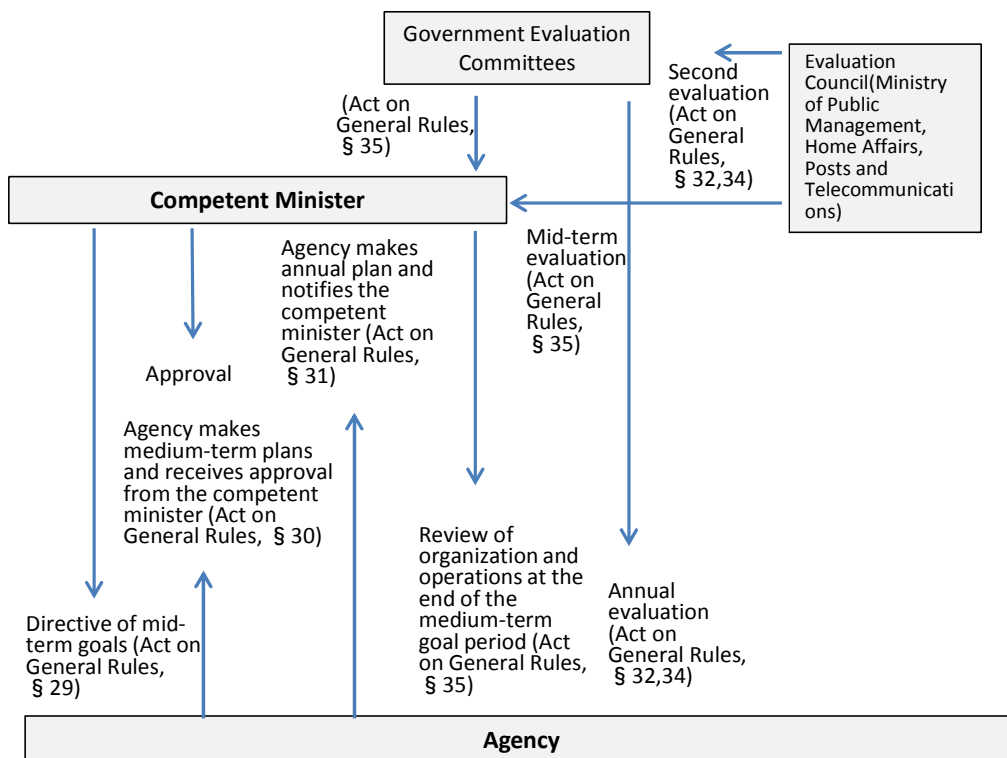 Government Evaluation
Committees
Evaluation
Council(Ministry
of Public
Management,
Home Affairs,
Posts and
Telecommunicati
ons)
Second
evaluation
(Act on
General
Rules,
§ 32,34)
(Act on
General Rules,
§ 35)
Competent Minister
Mid-term
evaluation
(Act on
General
Rules,
§ 35)
Agency makes
annual plan and
notifies the
competent
minister (Act on
General Rules,
§ 31)
Approval
Agency makes
medium-term plans
and receives approval
from the competent
minister (Act on
General Rules, § 30)
Directive of mid-
term goals (Act on
General Rules,
§ 29)
Review of
organization and
operations at the
end of the
medium-term
goal period (Act
on General Rules,
§ 35)
Annual
evaluation
(Act on
General Rules,
§ 32,34)
Agency